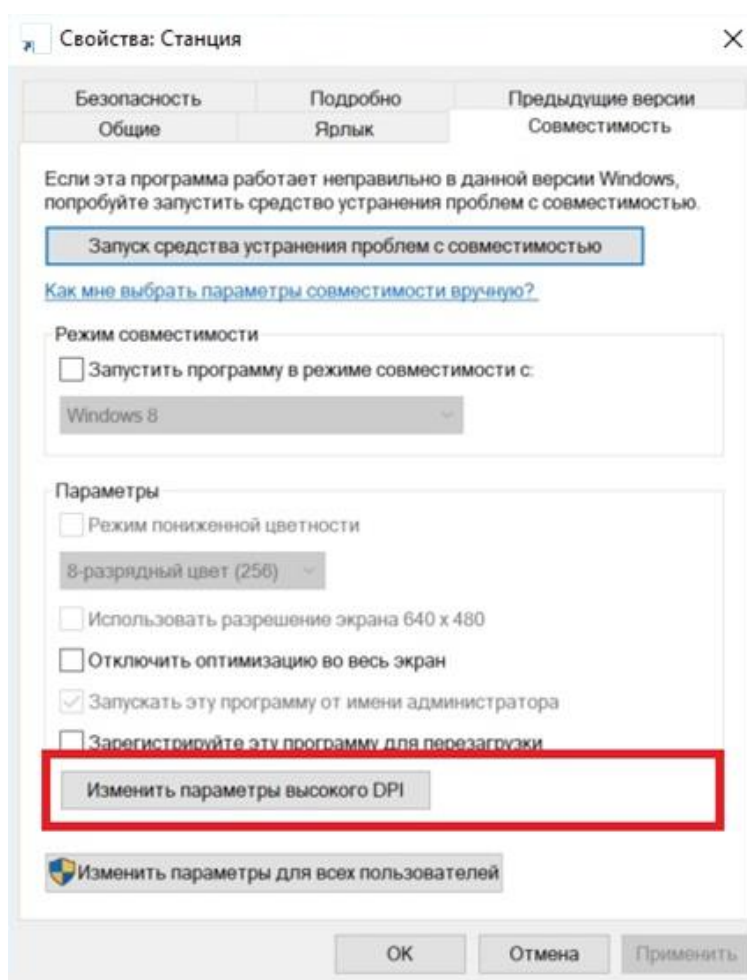 Свойства: Станция
Безопасность Подробно Предыдущие версии
Общие Ярлык Совместимость
Если эта программа работает неправильно в данной версии Windows,
попробуйте запустить средство устранения проблем с совместимостью.
Запуск средства устранения проблем с совместимостью
Как мне выбрать параметры совместимости вручную?
Режим совместимости
Запустить программу в режиме совместимости с:
Windows 8
Параметры
Режим пониженной цветности
8-разрядный цвет (256)
Использовать разрешение экрана 640 x 480
Отключить оптимизацию во весь экран
Запускать эту программу от имени администратора
Зарегистрируйте эту программу для перезагрузки
Изменить параметры высокого DPI
Изменить параметры для всех пользователей
ОК Отмена Применить